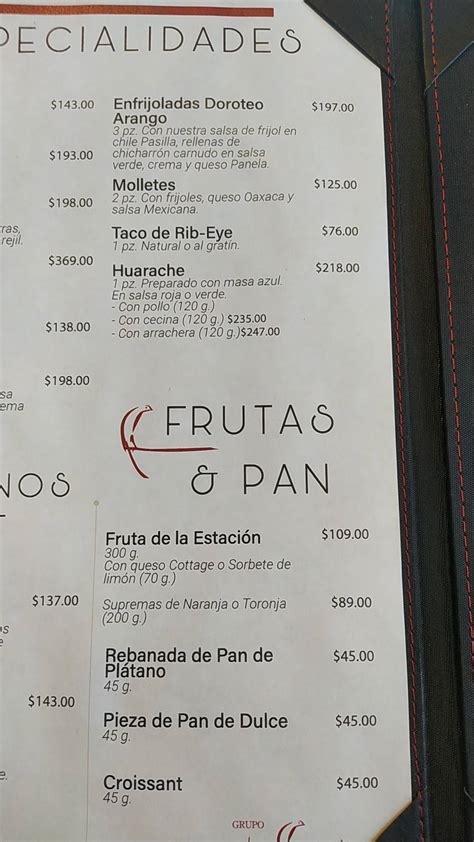 PECIALIDADES
$143.00
$193.00
$198.00
ras,
rejil.
$369.00
$138.00
$198.00
sa
ema
NOS
$137.00
os
$143.00
e.
Enfrijoladas Doroteo $197.00
Arango
3 pz. Con nuestra salsa de frijol en
chile Pasilla, rellenas de
chicharrón carnudo en salsa
verde, crema y queso Panela.
Molletes $125.00
2 pz. Con frijoles, queso Oaxaca y
salsa Mexicana.
Taco de Rib-Eye $76.00
1 pz. Natural o al gratín.
Huarache $218.00
1 pz. Preparado con masa azul.
En salsa roja o verde.
- Con pollo (120 g.)
- Con cecina (120 g.) $235.00
- Con arrachera (120 g.)$247.00
FRUTAS
& PAN
Fruta de la Estación $109.00
300 g.
Con queso Cottage o Sorbete de
limón (70 g.)
Supremas de Naranja o Toronja $89.00
(200 g.)
Rebanada de Pan de $45.00
Plátano
45 g.
Pieza de Pan de Dulce $45.00
45 g.
Croissant $45.00
45 g.
GRUPO